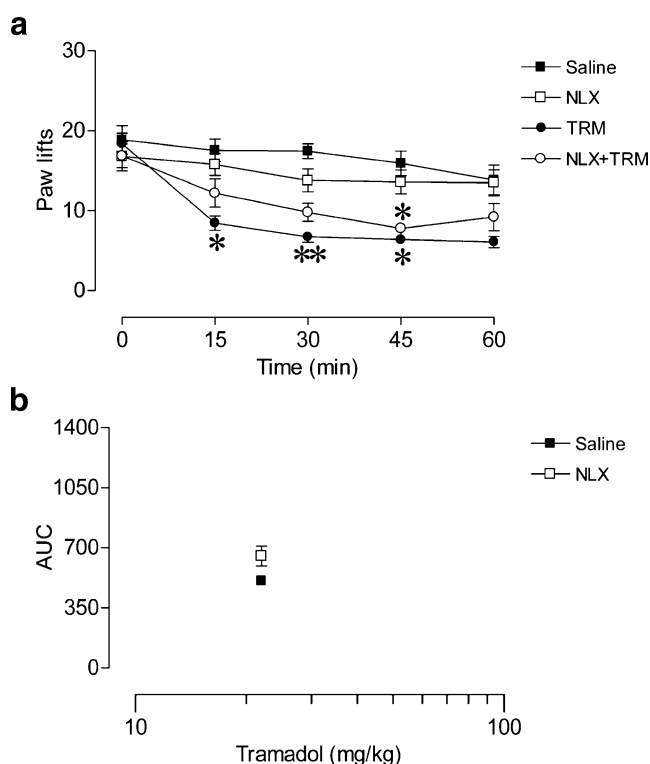 a
30
20
10
0
Paw lifts
Saline
NLX
TRM
NLX+TRM
*
*
**
*
0 15 30 45 60
Time (min)
b
1400
1050
700
350
0
AUC
Saline
NLX
10 100
Tramadol (mg/kg)